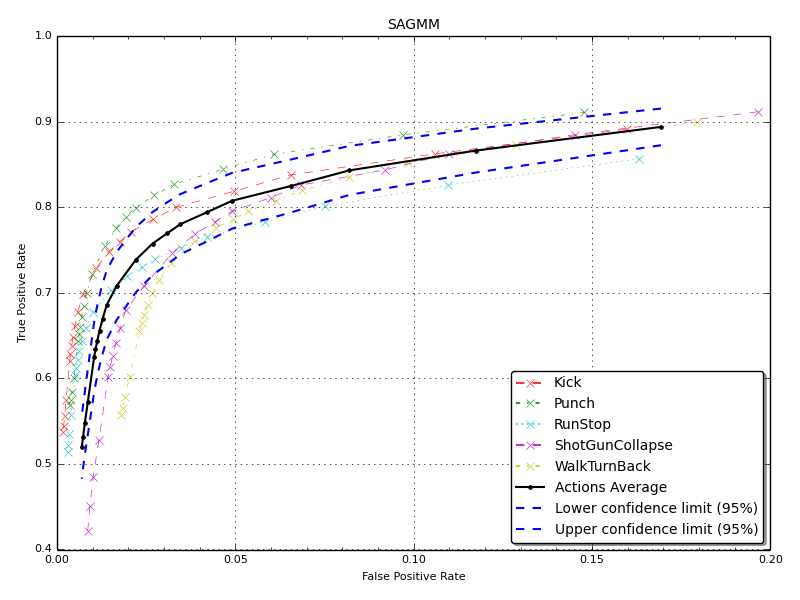 SAGMM
1.0
0.9
0.8
0.7
0.6
0.5
0.4
True Positive Rate
Kick
Punch
RunStop
ShotGunCollapse
WalkTurnBack
Actions Average
Lower confidence limit (95%)
Upper confidence limit (95%)
0.00 0.05 0.10 0.15 0.20
False Positive Rate